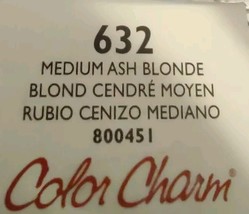 632
MEDIUM ASH BLONDE
BLOND CENDRÉ MOYEN
RUBIO CENIZO MEDIANO
800451
Color Charm®